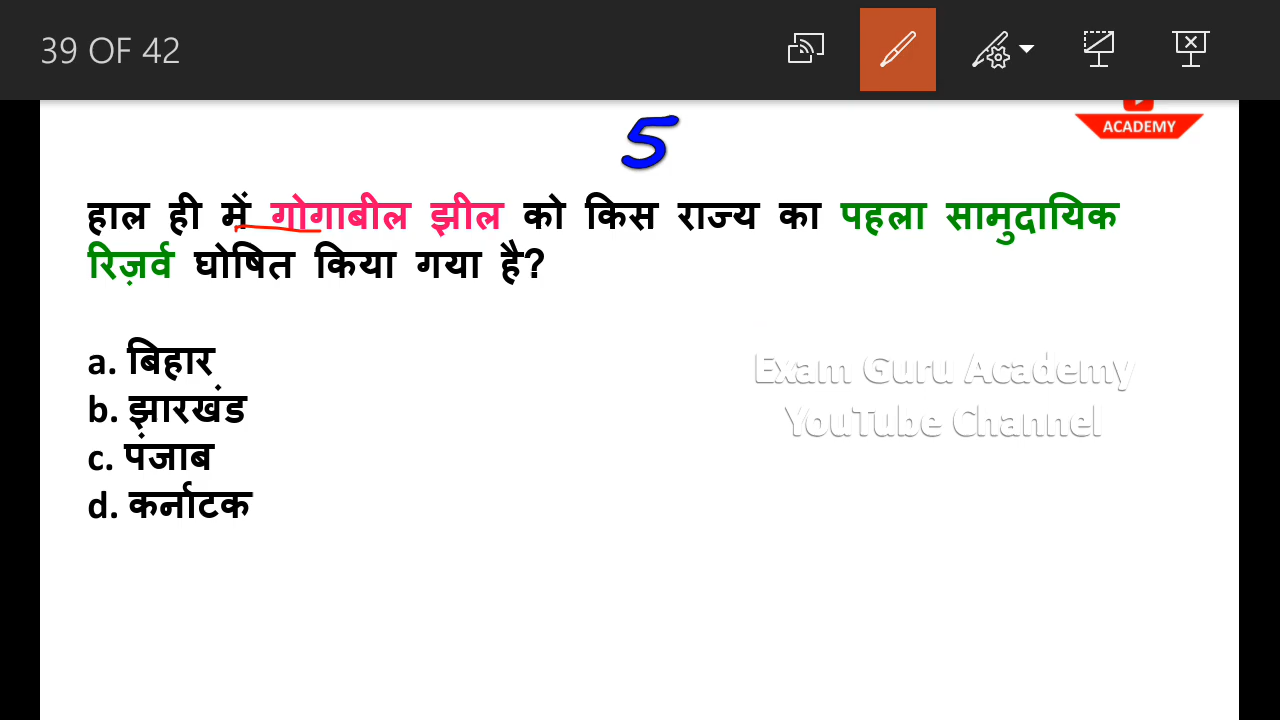 39 OF 42
ACADEMY
5
हाल ही में गोगाबील झील को किस राज्य का पहला सामुदायिक
रिज़र्व घोषित किया गया है?
a. बिहार
b. झारखंड
c. पंजाब
d. कर्नाटक
Exam Guru Academy
YouTube Channel